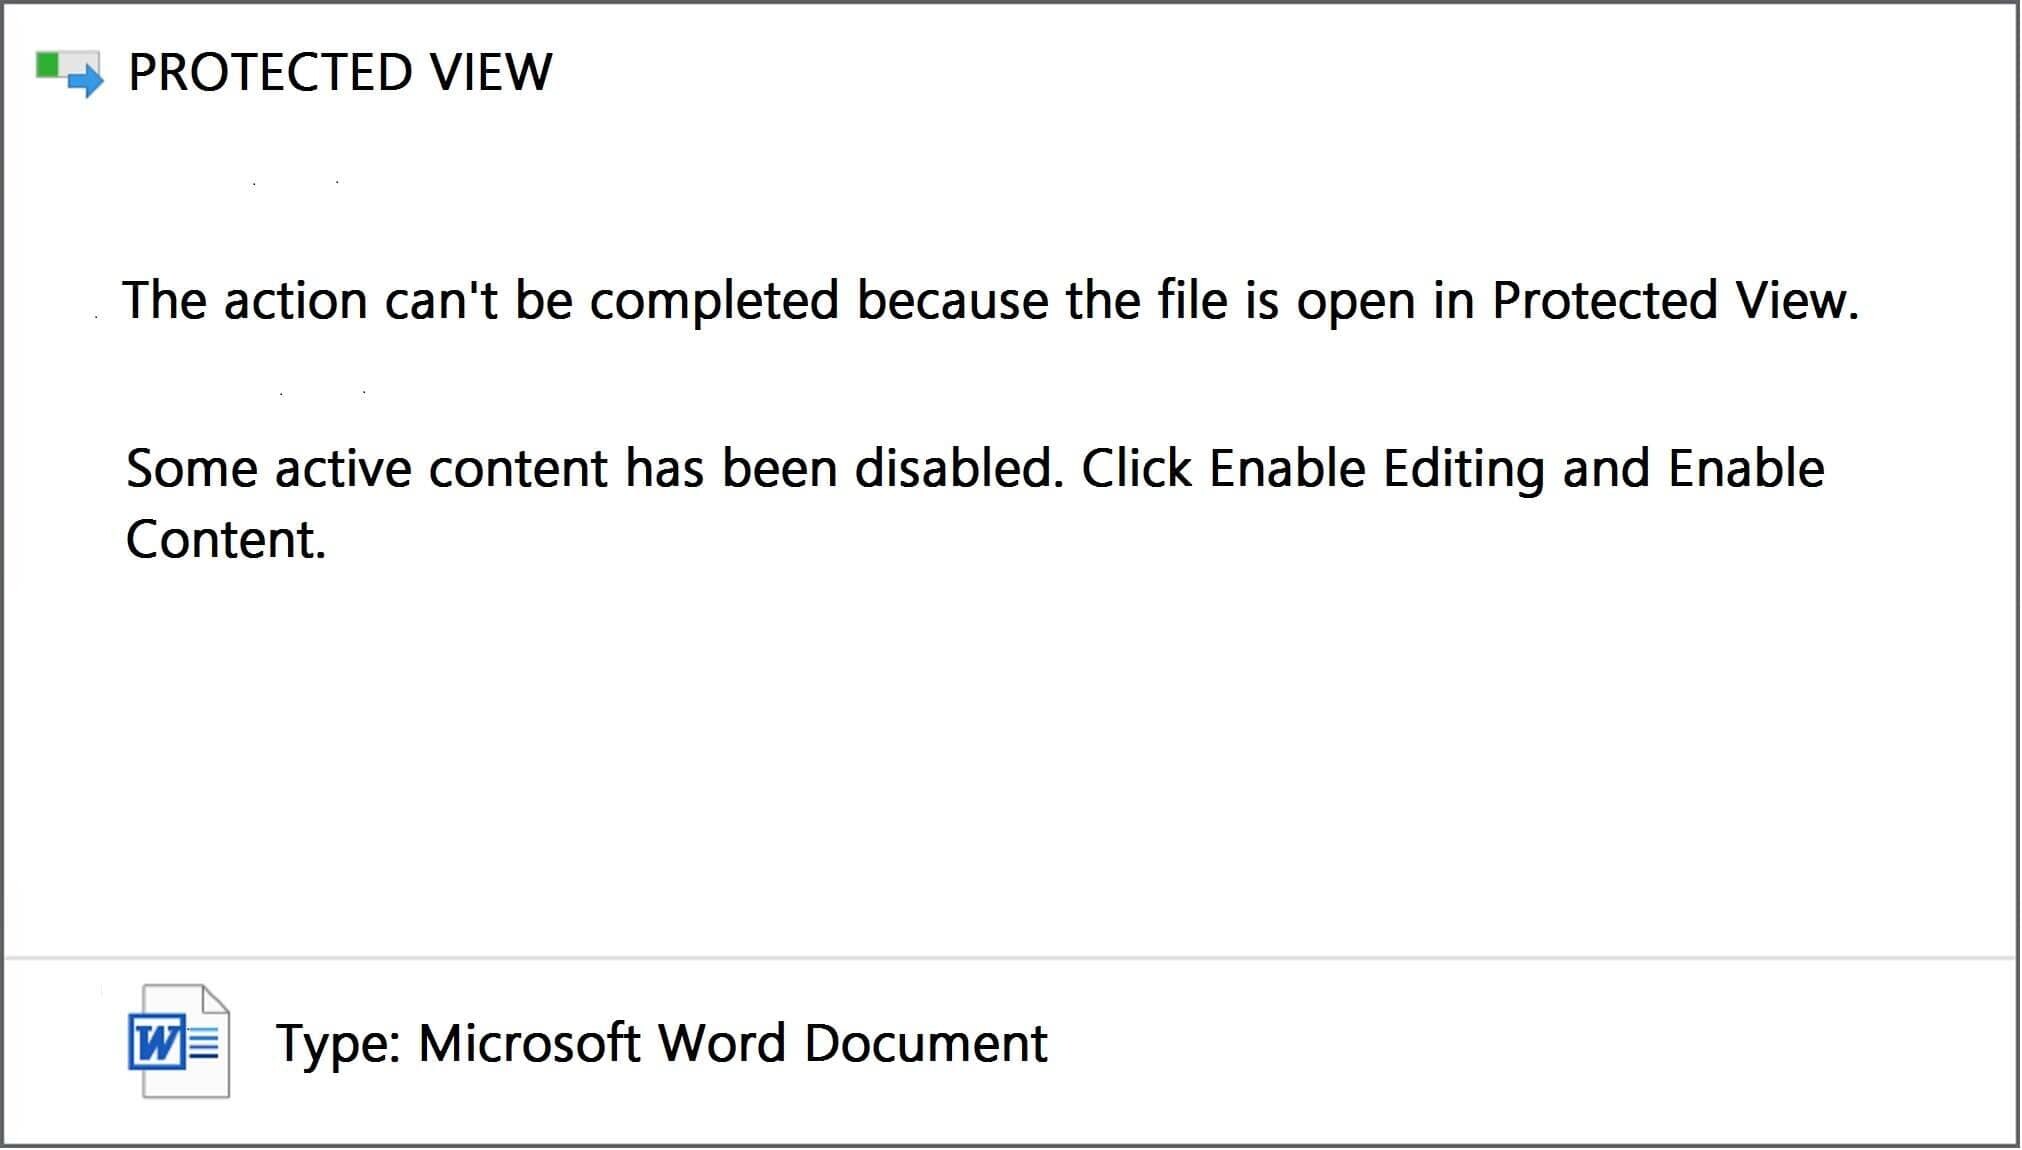 PROTECTED VIEW
The action can't be completed because the file is open in Protected View.
Some active content has been disabled. Click Enable Editing and Enable
Content.
W
Type: Microsoft Word Document